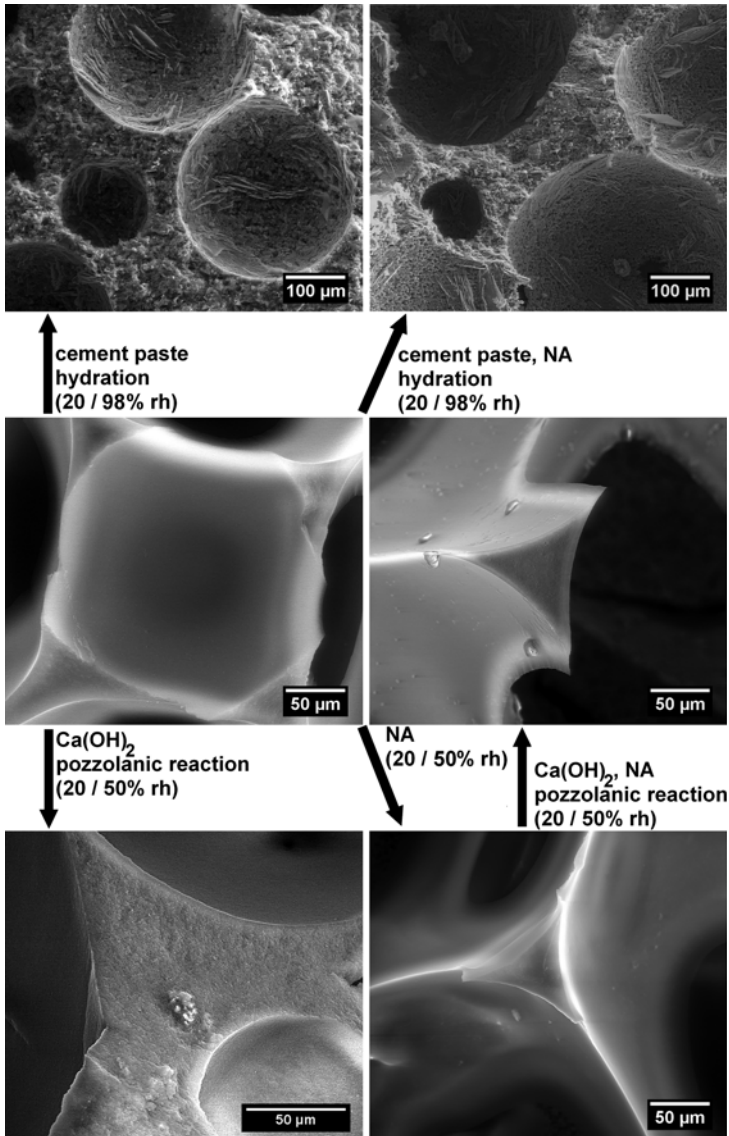 100 µm
100 µm
cement paste
hydration
(20 / 98% rh)
cement paste, NA
hydration
(20 / 98% rh)
50 µm
50 µm
Ca(OH)2
pozzolanic reaction
(20 / 50% rh)
NA
(20 / 50% rh)
Ca(OH)2, NA
pozzolanic reaction
(20 / 50% rh)
50 µm
50 µm